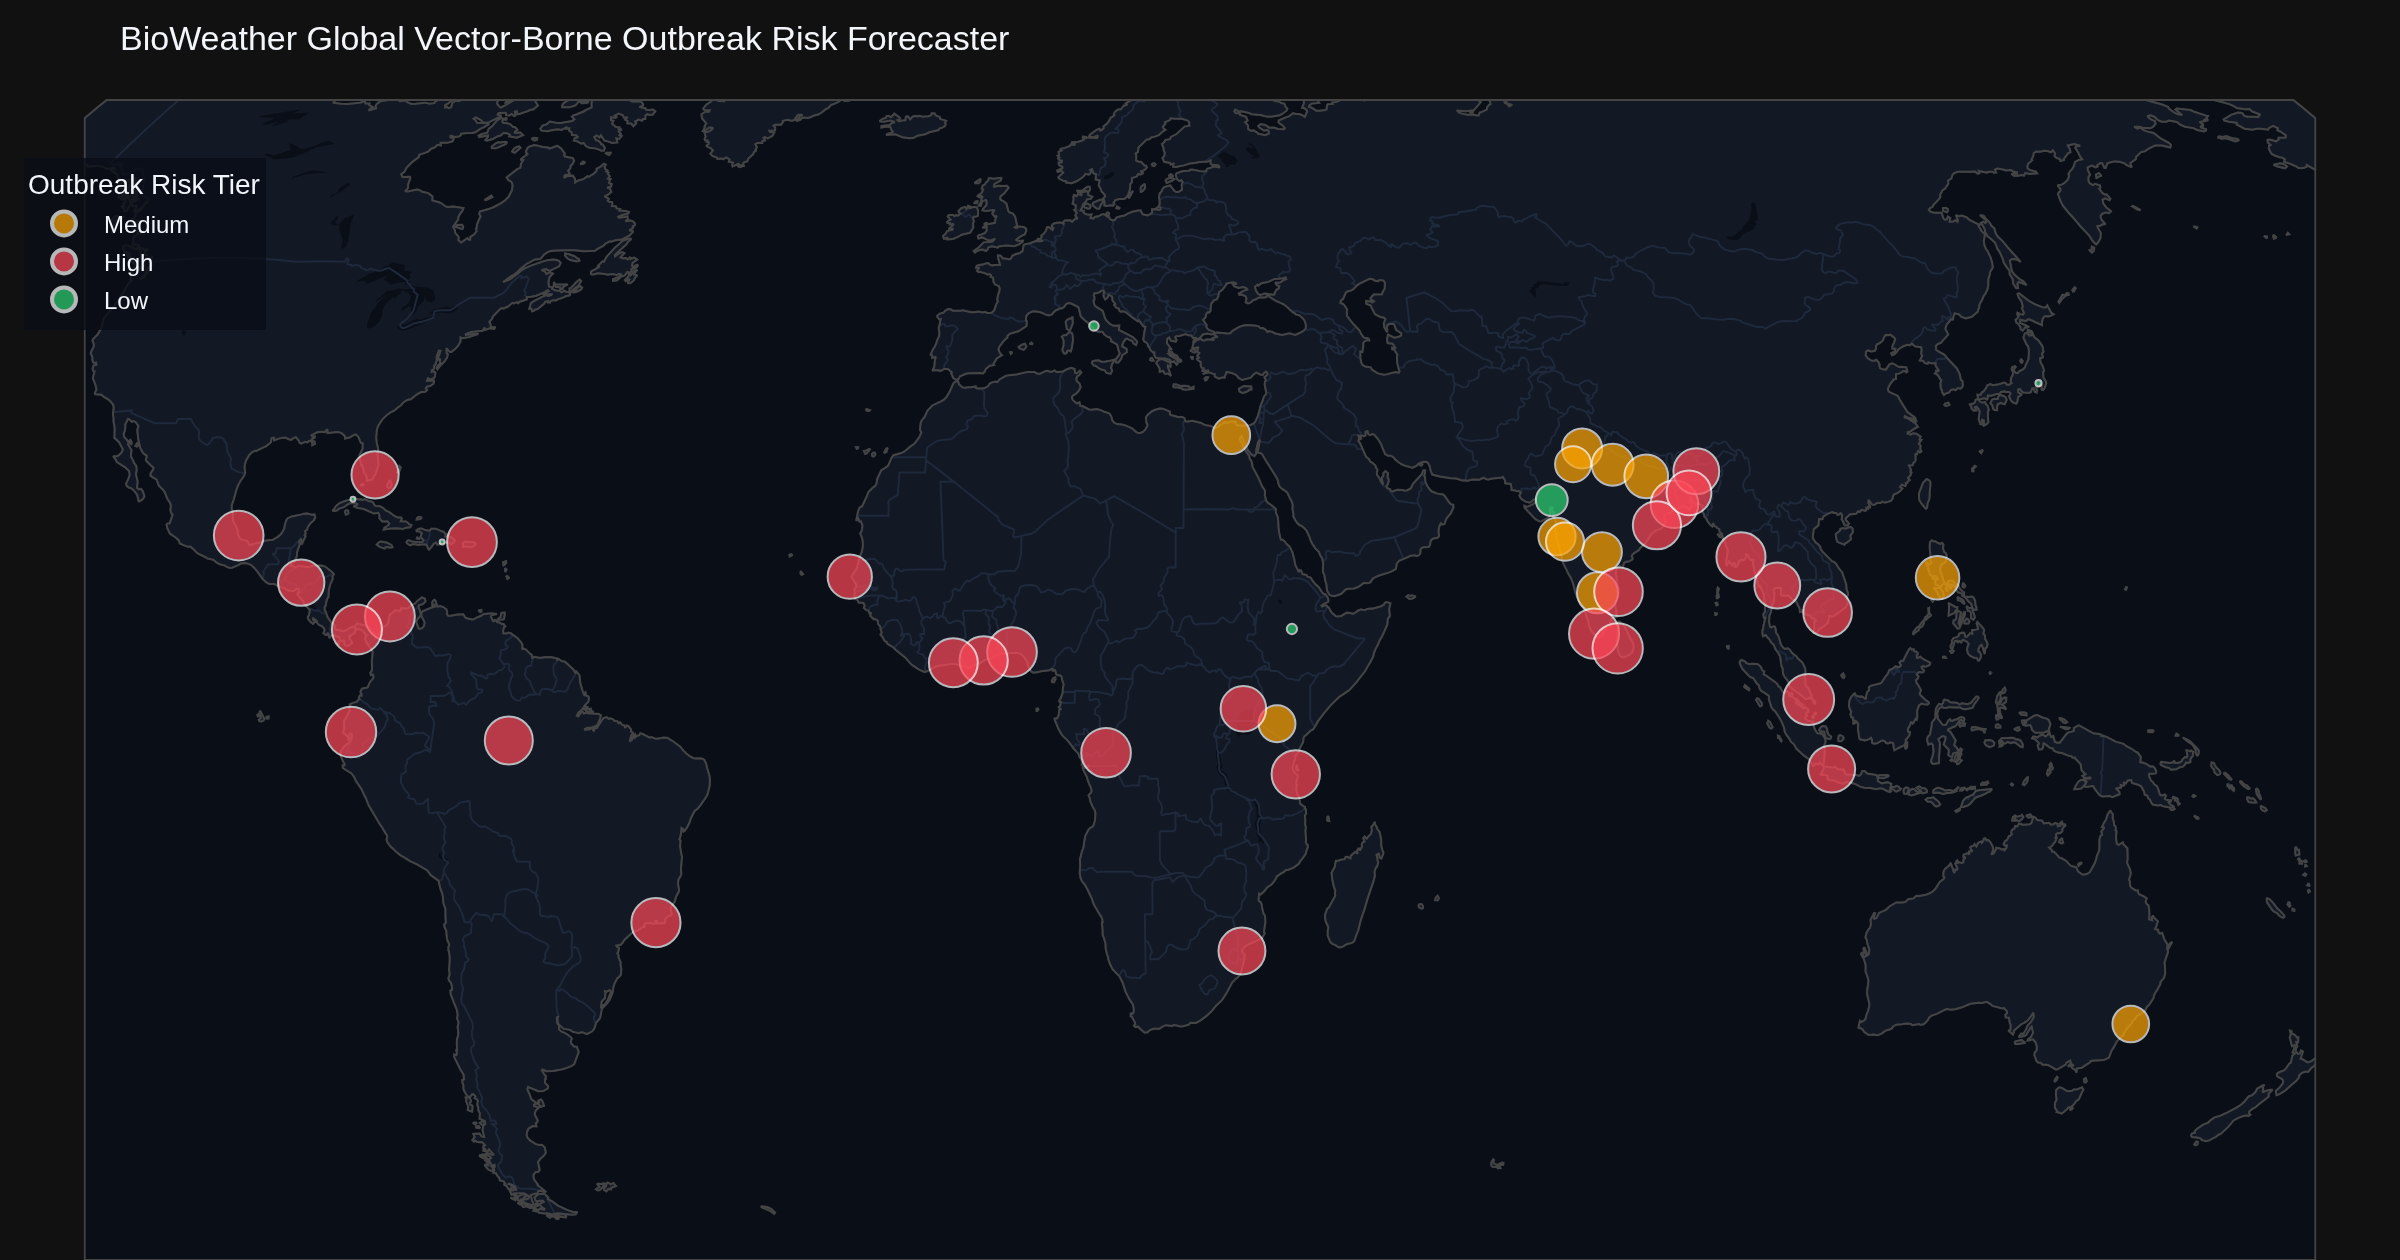 BioWeather Global Vector-Borne Outbreak Risk Forecaster
Outbreak Risk Tier
Medium
High
Low